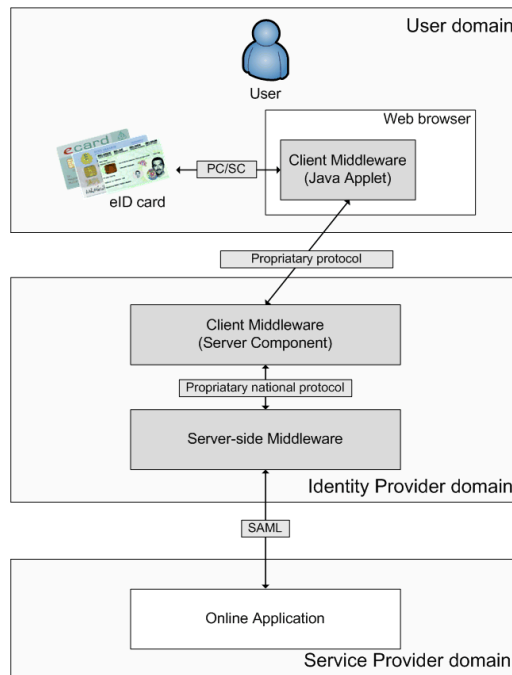 User domain
User
Web browser
Client Middleware
(Java Applet)
PC/SC
ecard
eID card
Propriatary protocol
Client Middleware
(Server Component)
Propriatary national protocol
Server-side Middleware
Identity Provider domain
SAML
Online Application
Service Provider domain